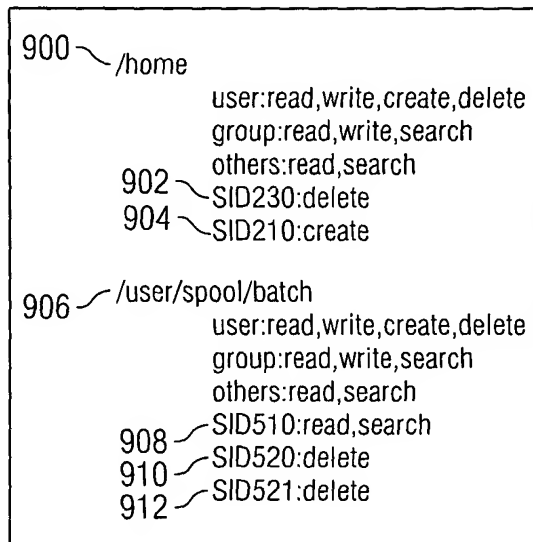 900 /home
user:read,write,create,delete
group:read,write,search
others:read,search
902 SID230:delete
904 SID210:create
906 /user/spool/batch
user:read,write,create,delete
group:read,write,search
others:read,search
908 SID510:read,search
910 SID520:delete
912 SID521:delete